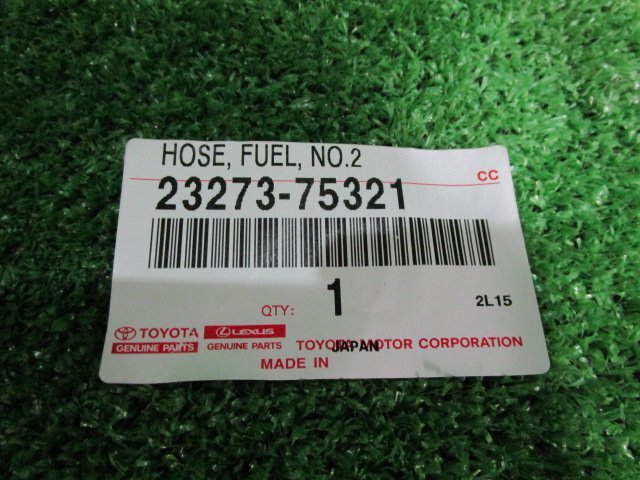 HOSE, FUEL, NO.2
CC
23273-75321
QTY: 1 2L15
TOYOTA LEXUS
GENUINE PARTS GENUINE PARTS
TOYOTA MOTOR CORPORATION
MADE IN JAPAN